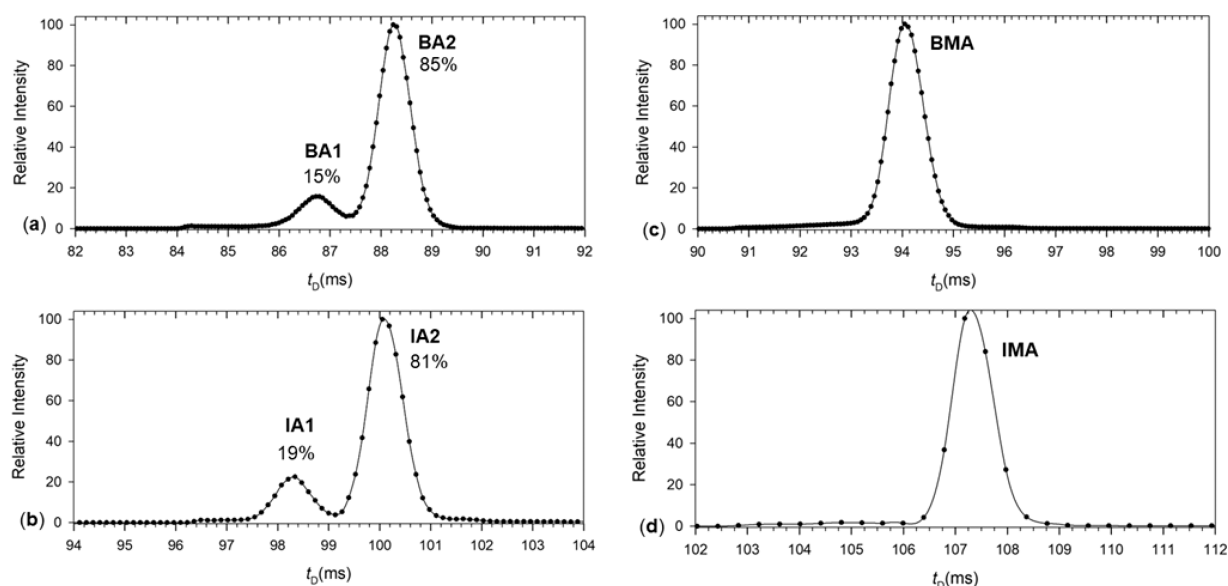 100
80
60
40
20
0
Relative Intensity
BA2
85%
BA1
15%
(a)
82 83 84 85 86 87 88 89 90 91 92
tD(ms)
100
80
60
40
20
0
Relative Intensity
BMA
(c)
90 91 92 93 94 95 96 97 98 99 100
tD(ms)
100
80
60
40
20
0
Relative Intensity
IA2
81%
IA1
19%
(b)
94 95 96 97 98 99 100 101 102 103 104
tD(ms)
100
80
60
40
20
0
Relative Intensity
IMA
(d)
102 103 104 105 106 107 108 109 110 111 112
tD(ms)